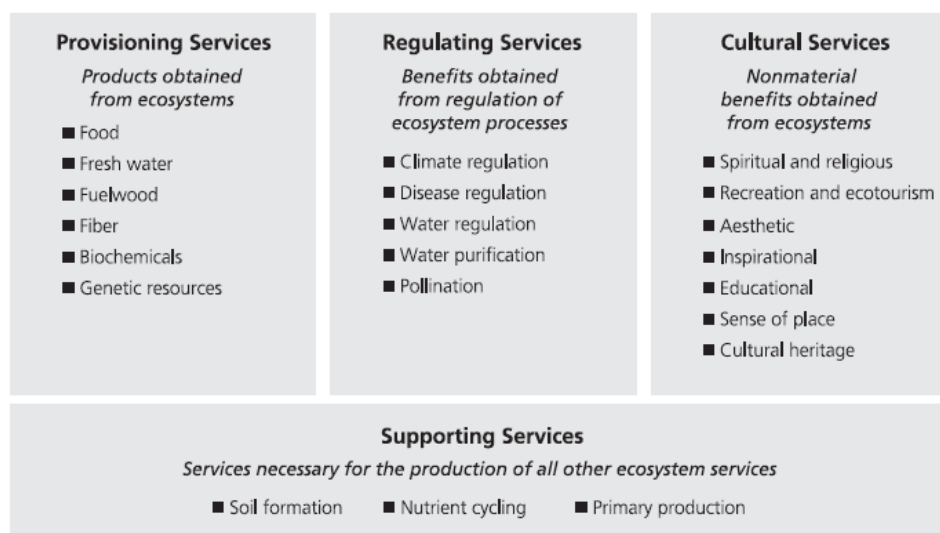 Provisioning Services
Products obtained
from ecosystems
■ Food
■ Fresh water
■ Fuelwood
■ Fiber
■ Biochemicals
■ Genetic resources
Regulating Services
Benefits obtained
from regulation of
ecosystem processes
■ Climate regulation
■ Disease regulation
■ Water regulation
■ Water purification
■ Pollination
Cultural Services
Nonmaterial
benefits obtained
from ecosystems
■ Spiritual and religious
■ Recreation and ecotourism
■ Aesthetic
■ Inspirational
■ Educational
■ Sense of place
■ Cultural heritage
Supporting Services
Services necessary for the production of all other ecosystem services
■ Soil formation ■ Nutrient cycling ■ Primary production